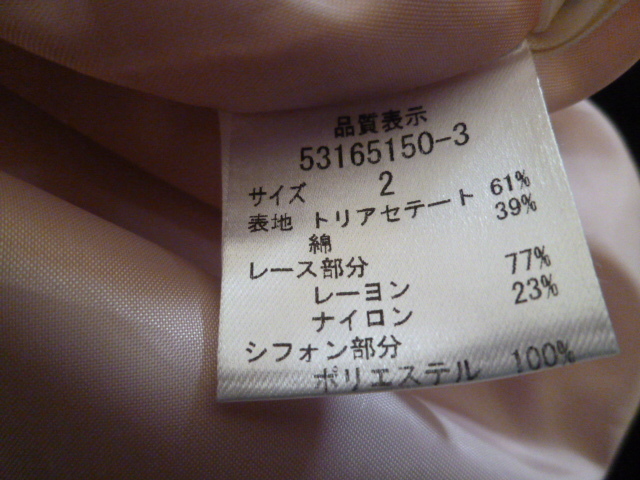 品質表示
53165150-3
サイズ 2
表地 トリアセテート 61%
綿 39%
レース部分
レーヨン 77%
ナイロン 23%
シフォン部分
ポリエステル 100%